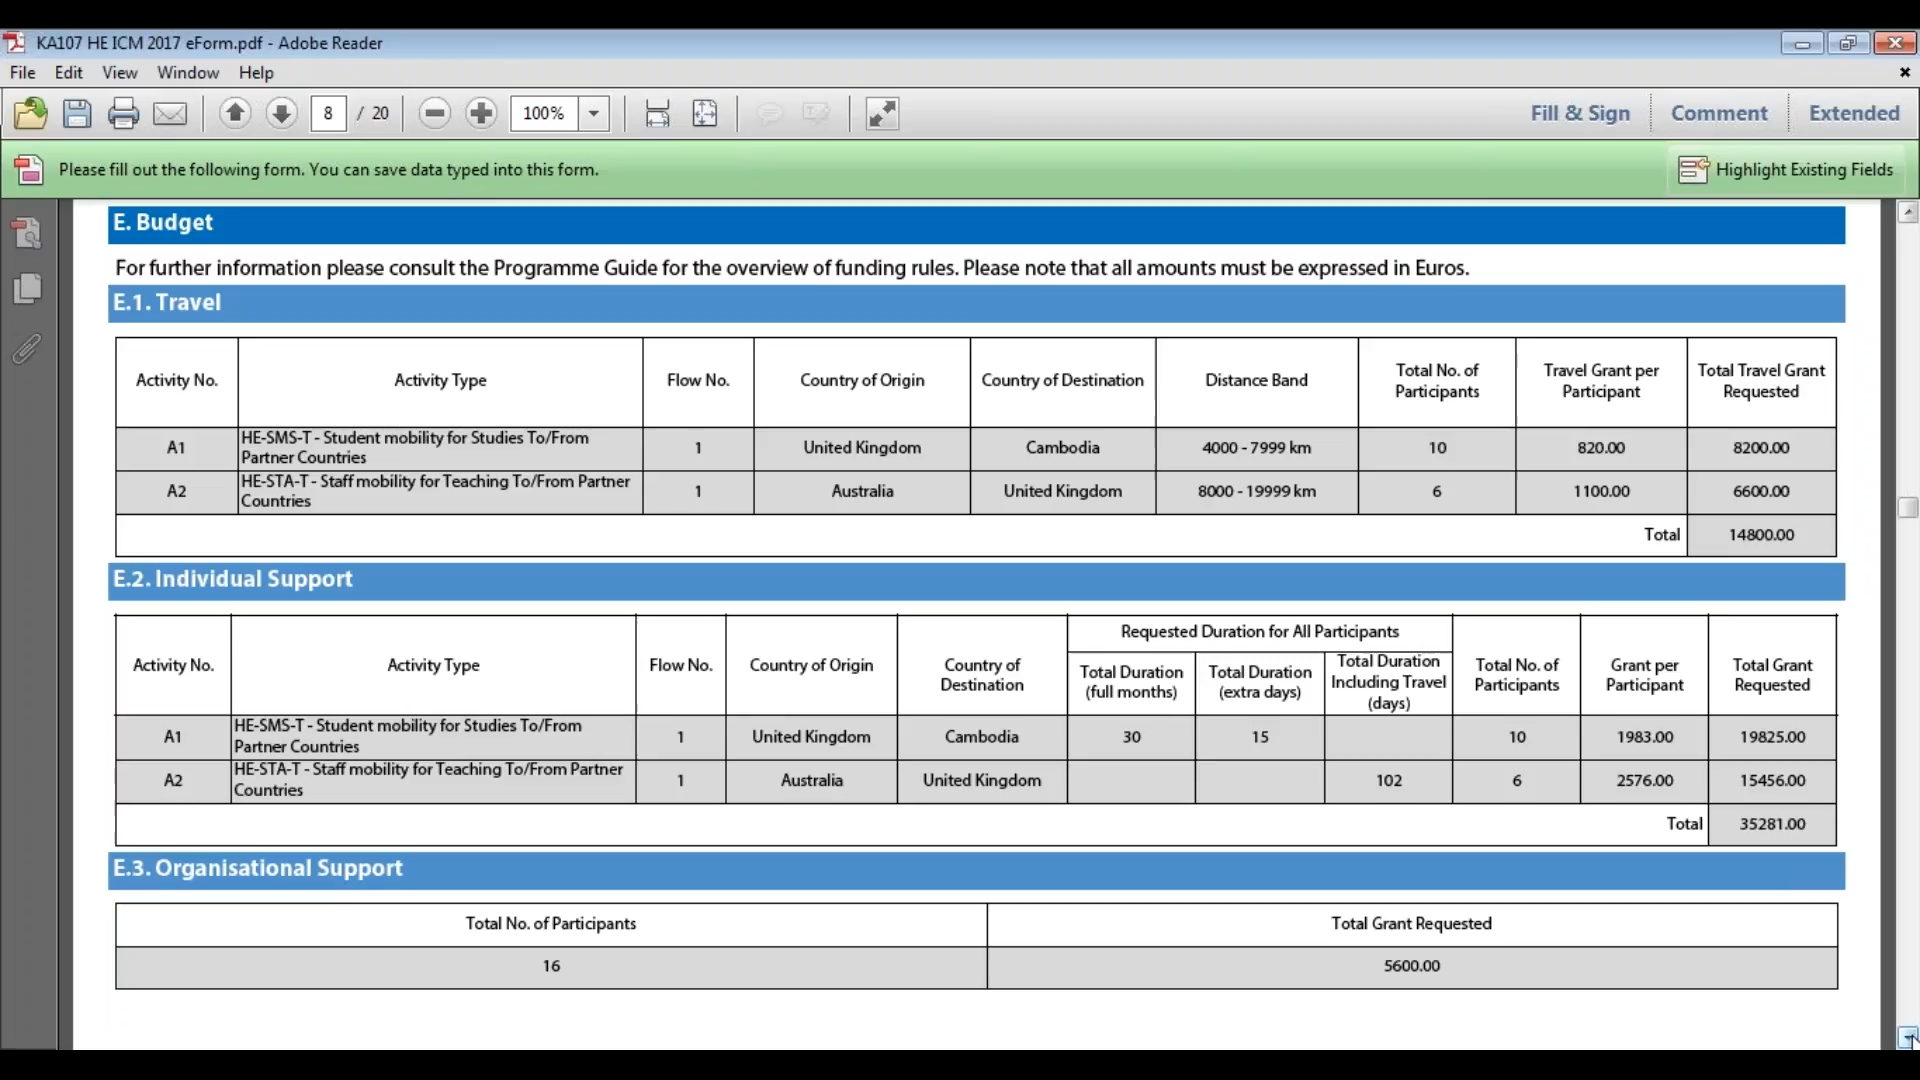 KA107 HE ICM 2017 eForm.pdf - Adobe Reader
File Edit View Window Help
8 / 20 100% Fill & Sign Comment Extended
Please fill out the following form. You can save data typed into this form. Highlight Existing Fields
E. Budget
For further information please consult the Programme Guide for the overview of funding rules. Please note that all amounts must be expressed in Euros.
E.1. Travel
Activity No. Activity Type Flow No. Country of Origin Country of Destination Distance Band Total No. of Participants Travel Grant per Participant Total Travel Grant Requested
A1 HE-SMS-T - Student mobility for Studies To/From Partner Countries 1 United Kingdom Cambodia 4000 - 7999 km 10 820.00 8200.00
A2 HE-STA-T - Staff mobility for Teaching To/From Partner Countries 1 Australia United Kingdom 8000 - 19999 km 6 1100.00 6600.00
Total 14800.00
E.2. Individual Support
Requested Duration for All Participants
Activity No. Activity Type Flow No. Country of Origin Country of Destination Total Duration (full months) Total Duration (extra days) Total Duration Including Travel (days) Total No. of Participants Grant per Participant Total Grant Requested
A1 HE-SMS-T - Student mobility for Studies To/From Partner Countries 1 United Kingdom Cambodia 30 15 10 1983.00 19825.00
A2 HE-STA-T - Staff mobility for Teaching To/From Partner Countries 1 Australia United Kingdom 102 6 2576.00 15456.00
Total 35281.00
E.3. Organisational Support
Total No. of Participants Total Grant Requested
16 5600.00